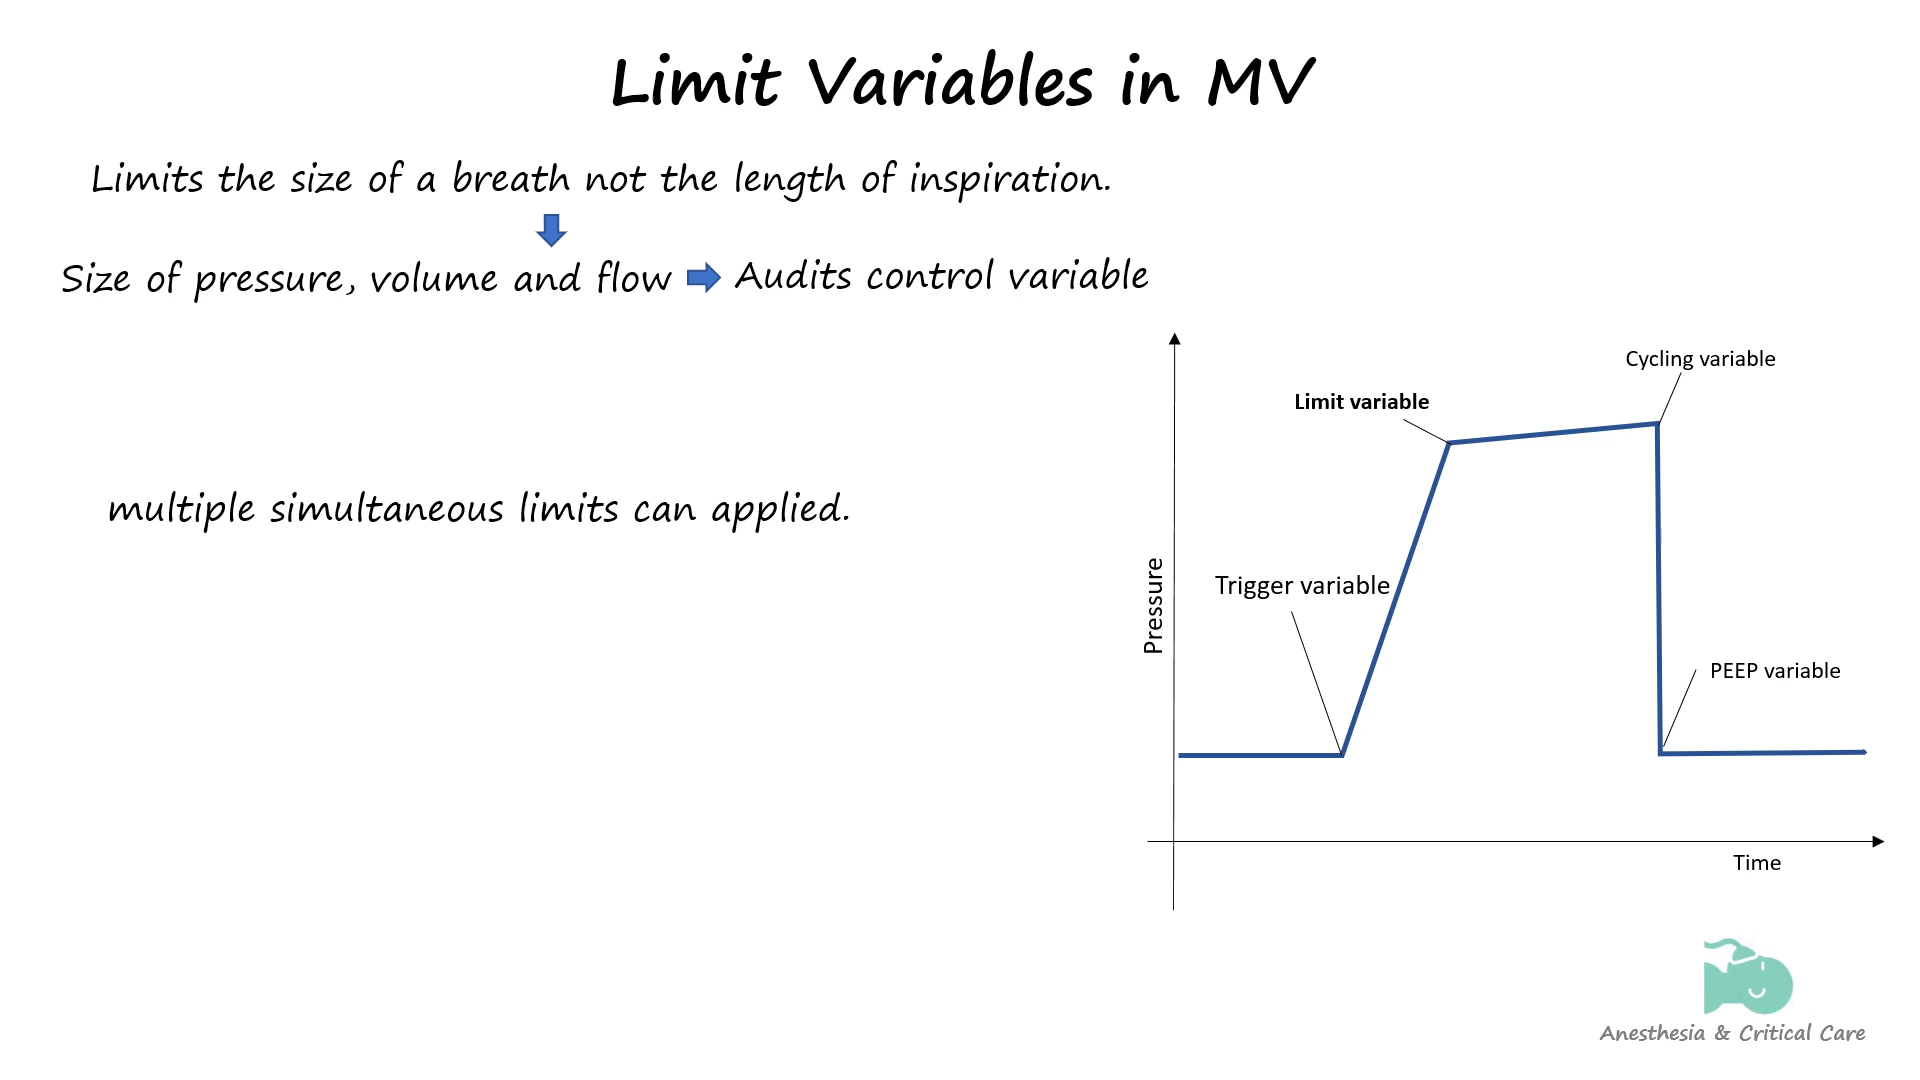 Limit Variables in MV
Limits the size of a breath not the length of inspiration.
Size of pressure, volume and flow
Audits control variable
multiple simultaneous limits can applied.
Cycling variable
Limit variable
Trigger variable
Pressure
PEEP variable
Time
Anesthesia & Critical Care